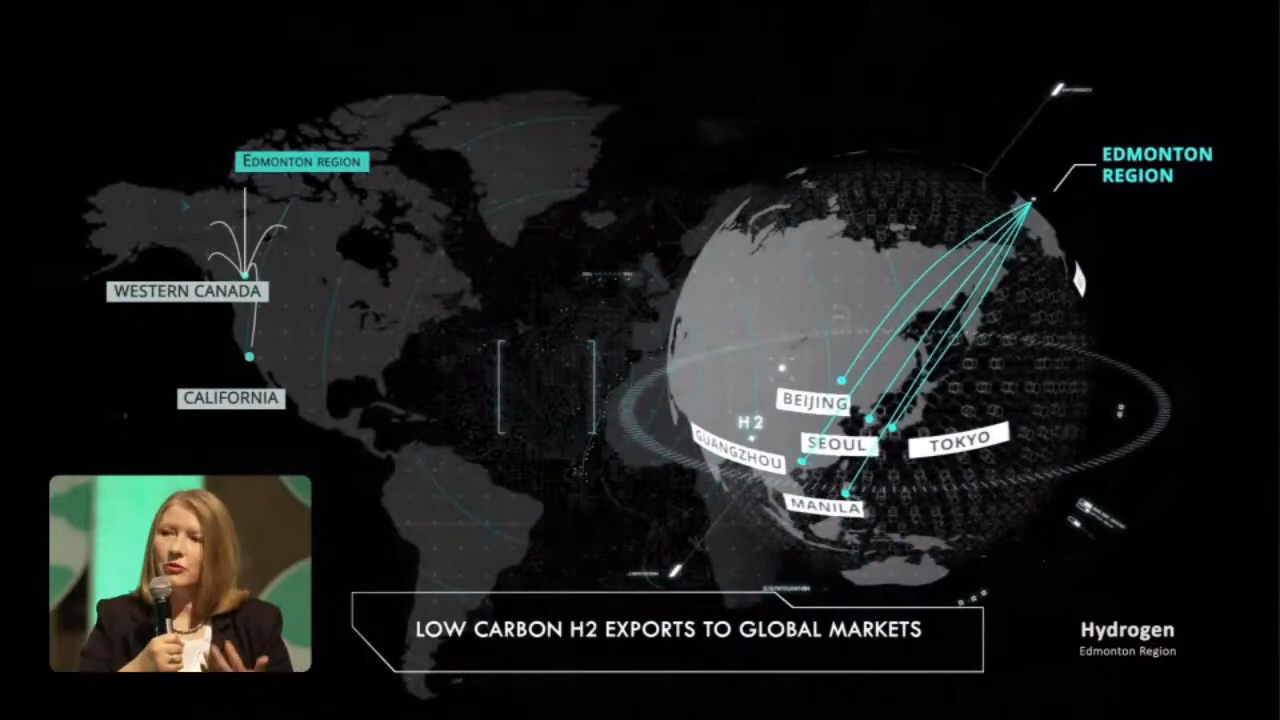 EDMONTON REGION
WESTERN CANADA
CALIFORNIA
EDMONTON
REGION
BEIJING
H2
GUANGZHOU
SEOUL
TOKYO
MANILA
LOW CARBON H2 EXPORTS TO GLOBAL MARKETS
Hydrogen
Edmonton Region